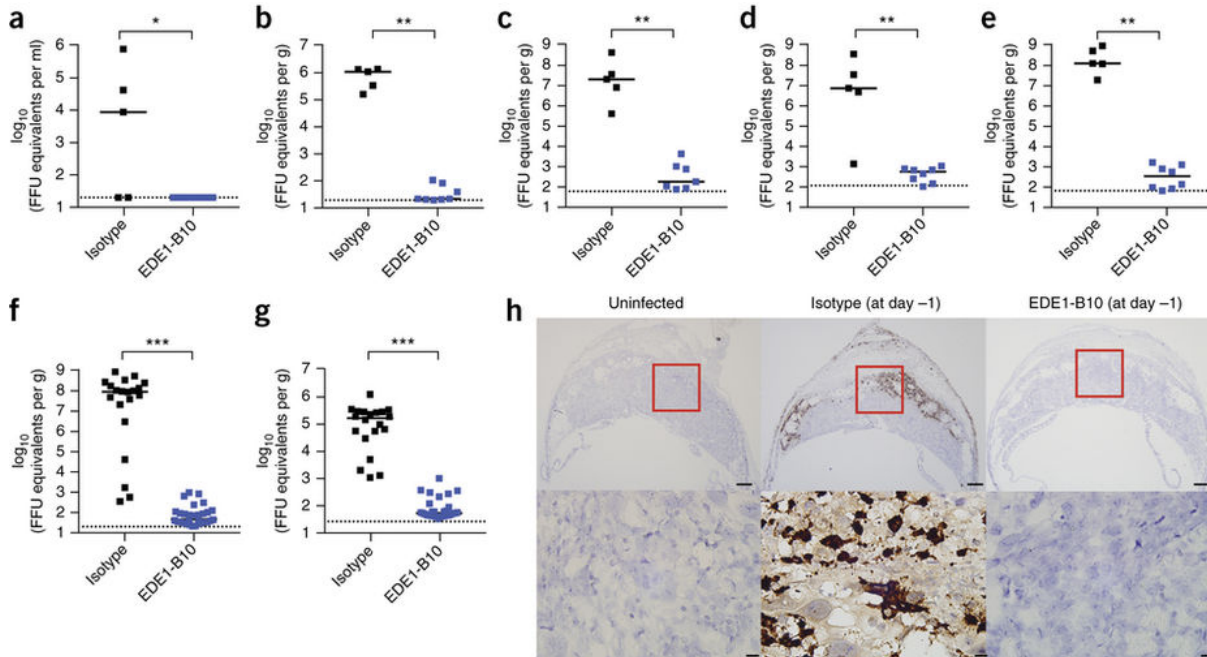 a
*
log10
(FFU equivalents per ml)
6
5
4
3
2
1
Isotype
EDE1-B10
b
**
log10
(FFU equivalents per g)
7
6
5
4
3
2
1
Isotype
EDE1-B10
c
**
log10
(FFU equivalents per g)
9
8
7
6
5
4
3
2
1
Isotype
EDE1-B10
d
**
log10
(FFU equivalents per g)
9
8
7
6
5
4
3
2
1
Isotype
EDE1-B10
e
**
log10
(FFU equivalents per g)
9
8
7
6
5
4
3
2
1
Isotype
EDE1-B10
f
***
log10
(FFU equivalents per g)
9
8
7
6
5
4
3
2
1
Isotype
EDE1-B10
g
***
log10
(FFU equivalents per g)
7
6
5
4
3
2
1
Isotype
EDE1-B10
h
Uninfected
Isotype (at day –1)
EDE1-B10 (at day –1)